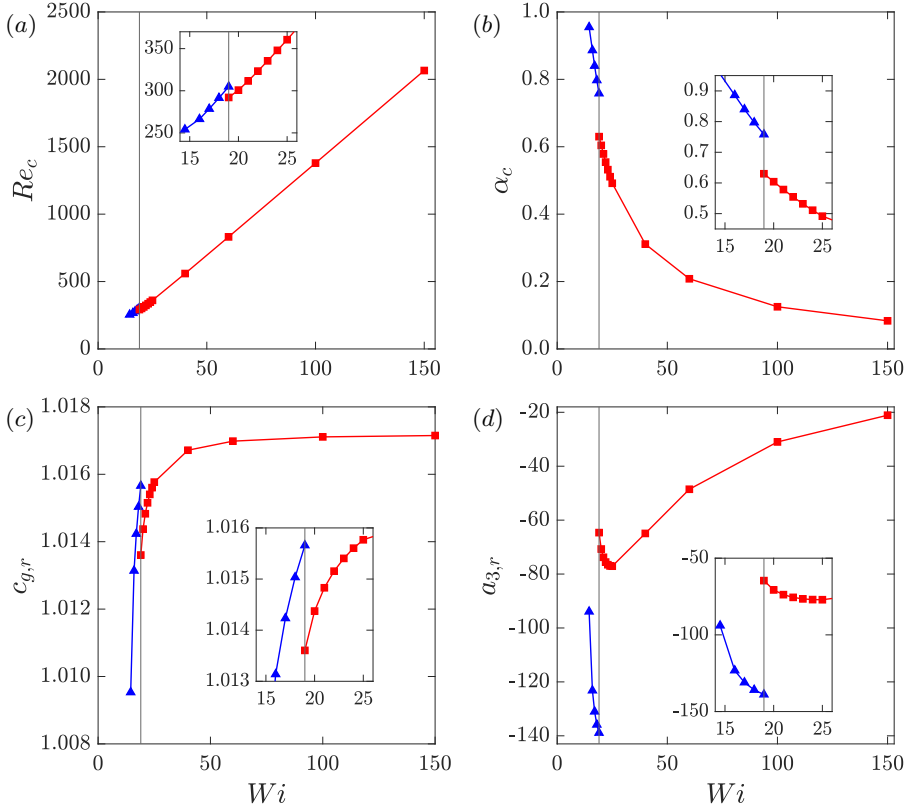 (a)
Re_c
2500
2000
1500
1000
500
0
0 50 100 150
350
300
250
15 20 25
(b)
α_c
1.0
0.8
0.6
0.4
0.2
0.0
0 50 100 150
0.9
0.8
0.7
0.6
0.5
15 20 25
(c)
c_{g,r}
1.018
1.016
1.014
1.012
1.010
1.008
0 50 100 150
Wi
1.016
1.015
1.014
1.013
15 20 25
(d)
a_{3,r}
-20
-40
-60
-80
-100
-120
-140
0 50 100 150
Wi
-50
-100
-150
15 20 25